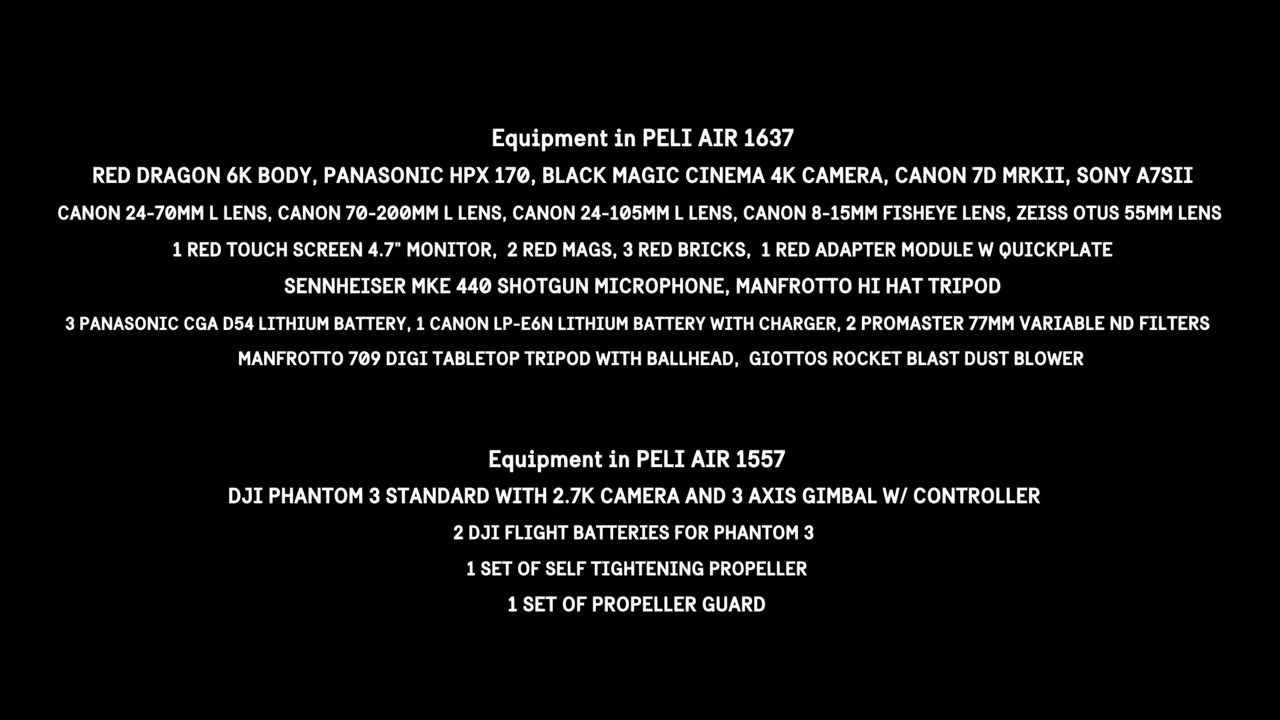 Equipment in PELI AIR 1637
RED DRAGON 6K BODY, PANASONIC HPX 170, BLACK MAGIC CINEMA 4K CAMERA, CANON 7D MRKII, SONY A7SII
CANON 24-70MM L LENS, CANON 70-200MM L LENS, CANON 24-105MM L LENS, CANON 8-15MM FISHEYE LENS, ZEISS OTUS 55MM LENS
1 RED TOUCH SCREEN 4.7" MONITOR, 2 RED MAGS, 3 RED BRICKS, 1 RED ADAPTER MODULE W QUICKPLATE
SENNHEISER MKE 440 SHOTGUN MICROPHONE, MANFROTTO HI HAT TRIPOD
3 PANASONIC CGA D54 LITHIUM BATTERY, 1 CANON LP-E6N LITHIUM BATTERY WITH CHARGER, 2 PROMASTER 77MM VARIABLE ND FILTERS
MANFROTTO 709 DIGI TABLETOP TRIPOD WITH BALLHEAD, GIOTTOS ROCKET BLAST DUST BLOWER
Equipment in PELI AIR 1557
DJI PHANTOM 3 STANDARD WITH 2.7K CAMERA AND 3 AXIS GIMBAL W/ CONTROLLER
2 DJI FLIGHT BATTERIES FOR PHANTOM 3
1 SET OF SELF TIGHTENING PROPELLER
1 SET OF PROPELLER GUARD